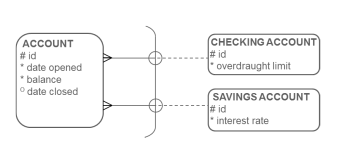 ACCOUNT
# id
* date opened
* balance
o date closed
CHECKING ACCOUNT
# id
* overdraught limit
SAVINGS ACCOUNT
# id
* interest rate